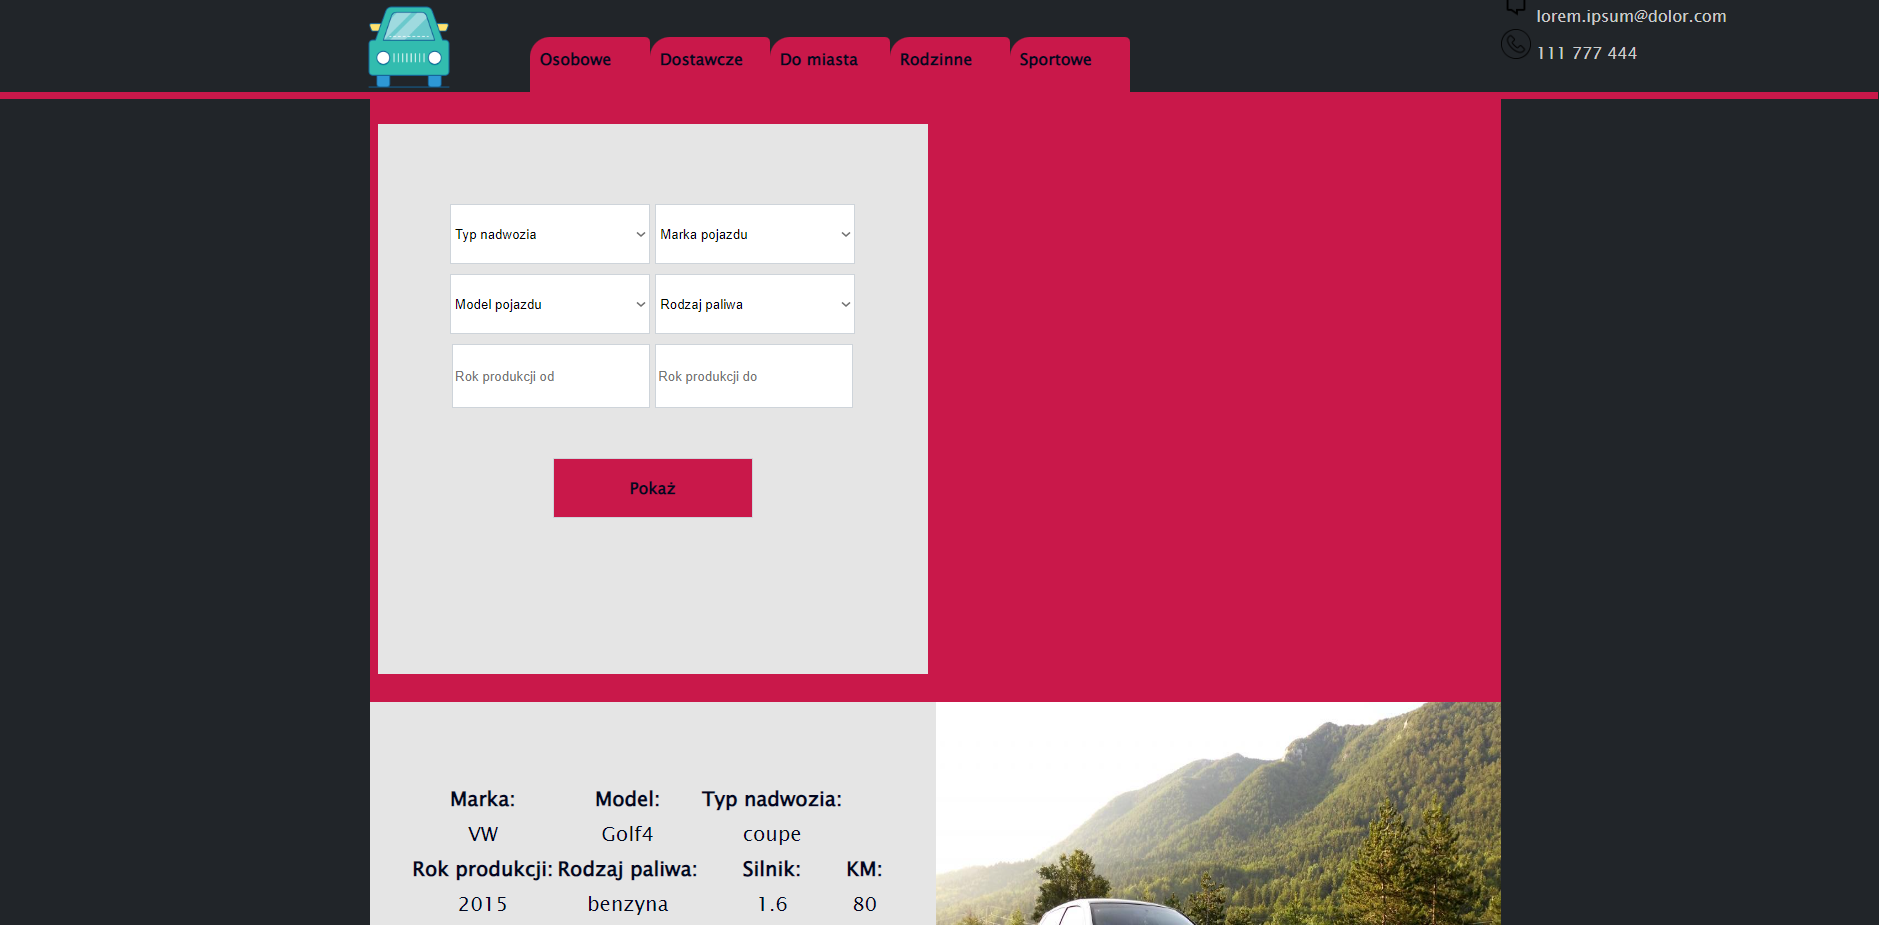 lorem.ipsum@dolor.com
111 777 444
Osobowe Dostawcze Do miasta Rodzinne Sportowe
Typ nadwozia Marka pojazdu
Model pojazdu Rodzaj paliwa
Rok produkcji od Rok produkcji do
Pokaż
Marka: Model: Typ nadwozia:
VW Golf4 coupe
Rok produkcji: Rodzaj paliwa: Silnik: KM:
2015 benzyna 1.6 80